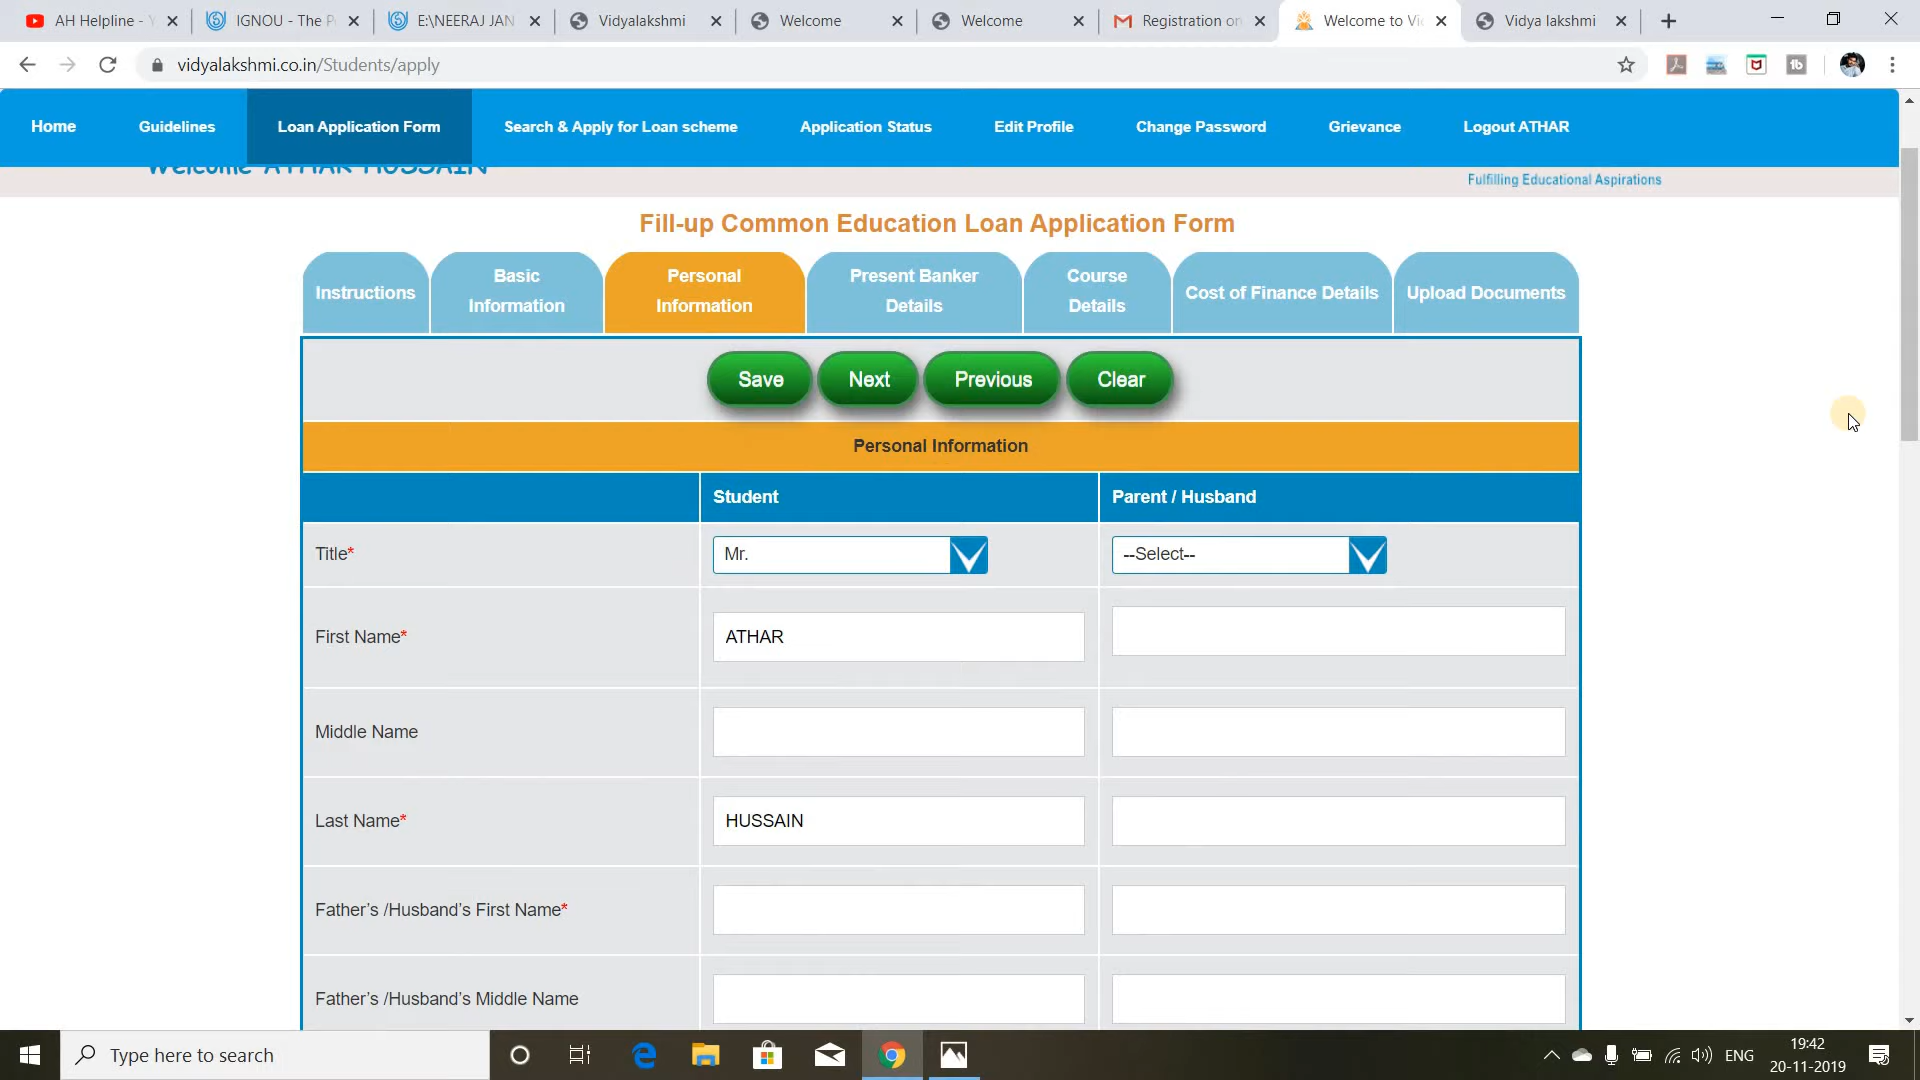 AH Helpline - Y
IGNOU - The P
E:\NEERAJ JAN
Vidyalakshmi
Welcome
Welcome
Registration on
Welcome to Vi
Vidya lakshmi
vidyalakshmi.co.in/Students/apply
Home
Guidelines
Loan Application Form
Search & Apply for Loan scheme
Application Status
Edit Profile
Change Password
Grievance
Logout ATHAR
Welcome ATHAR HUSSAIN
Fulfilling Educational Aspirations
Fill-up Common Education Loan Application Form
Instructions
Basic
Information
Personal
Information
Present Banker
Details
Course
Details
Cost of Finance Details
Upload Documents
Save
Next
Previous
Clear
Personal Information
Student
Parent / Husband
Title*
Mr.
--Select--
First Name*
ATHAR
Middle Name
Last Name*
HUSSAIN
Father's /Husband's First Name*
Father's /Husband's Middle Name
Type here to search
ENG
19:42
20-11-2019